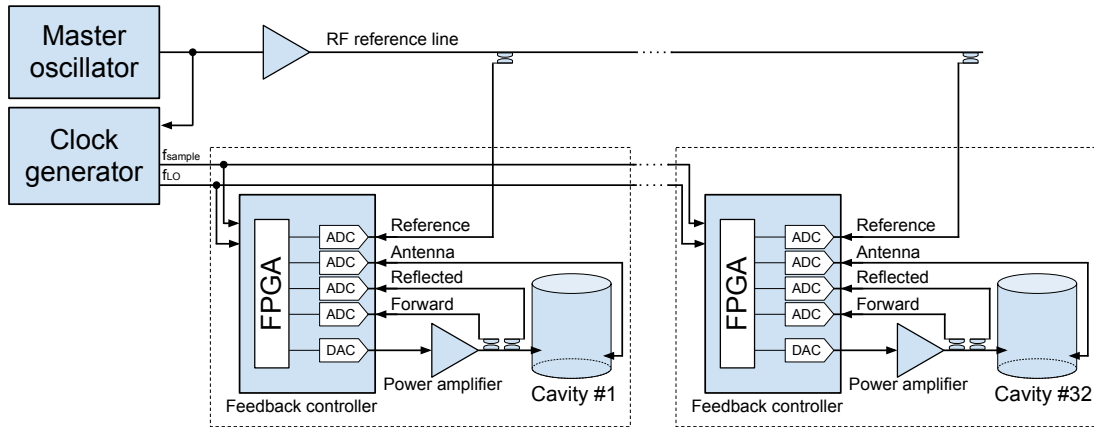 Master
oscillator
RF reference line
Clock
generator
fsample
fLO
FPGA
ADC
Reference
ADC
Antenna
ADC
Reflected
ADC
Forward
DAC
Power amplifier
Cavity #1
Feedback controller
FPGA
ADC
Reference
ADC
Antenna
ADC
Reflected
ADC
Forward
DAC
Power amplifier
Cavity #32
Feedback controller